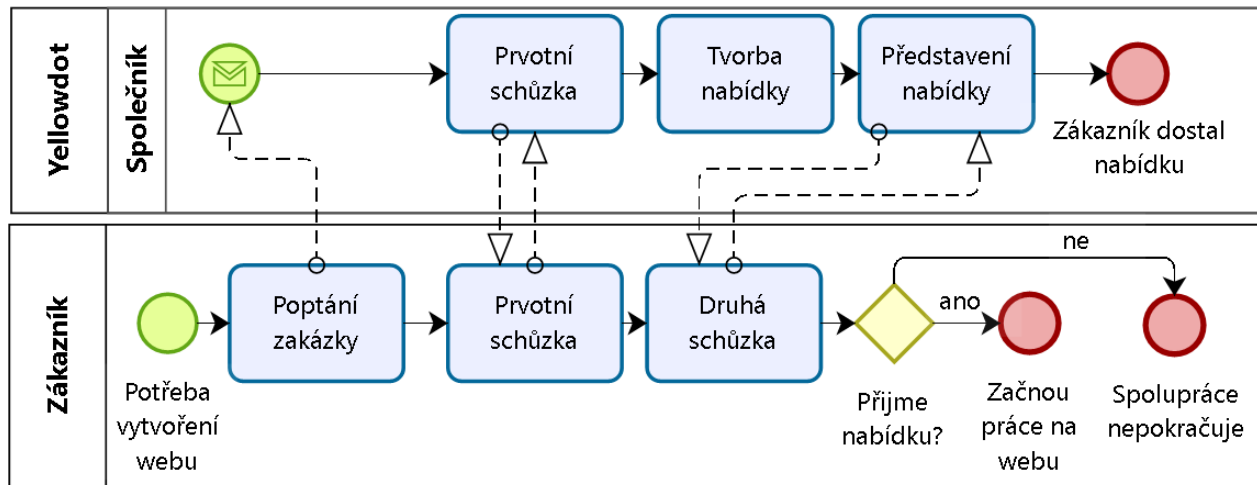 Yellowdot
Společník
Prvotní
schůzka
Tvorba
nabídky
Představení
nabídky
Zákazník dostal
nabídku
Zákazník
Potřeba
vytvoření
webu
Poptání
zakázky
Prvotní
schůzka
Druhá
schůzka
Přijme
nabídku?
ne
ano
Začnou
práce na
webu
Spolupráce
nepokračuje